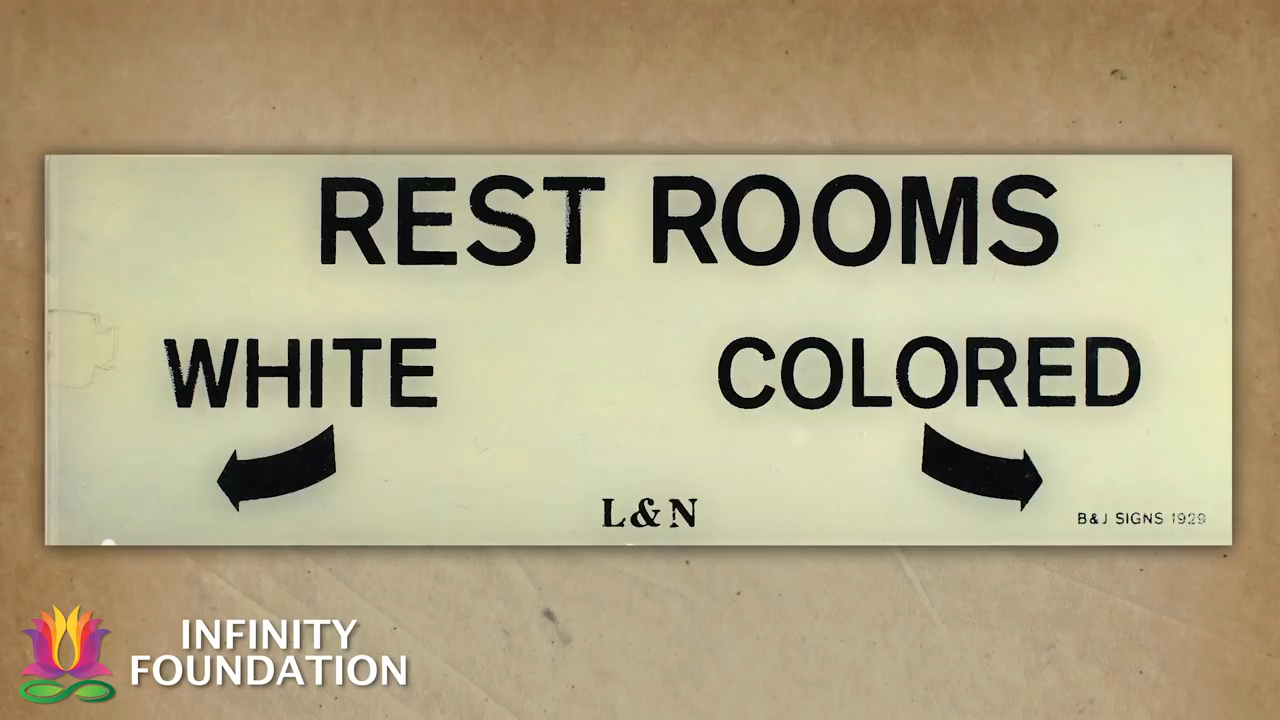 REST ROOMS
WHITE COLORED
L & N
B & J SIGNS 1929
INFINITY
FOUNDATION